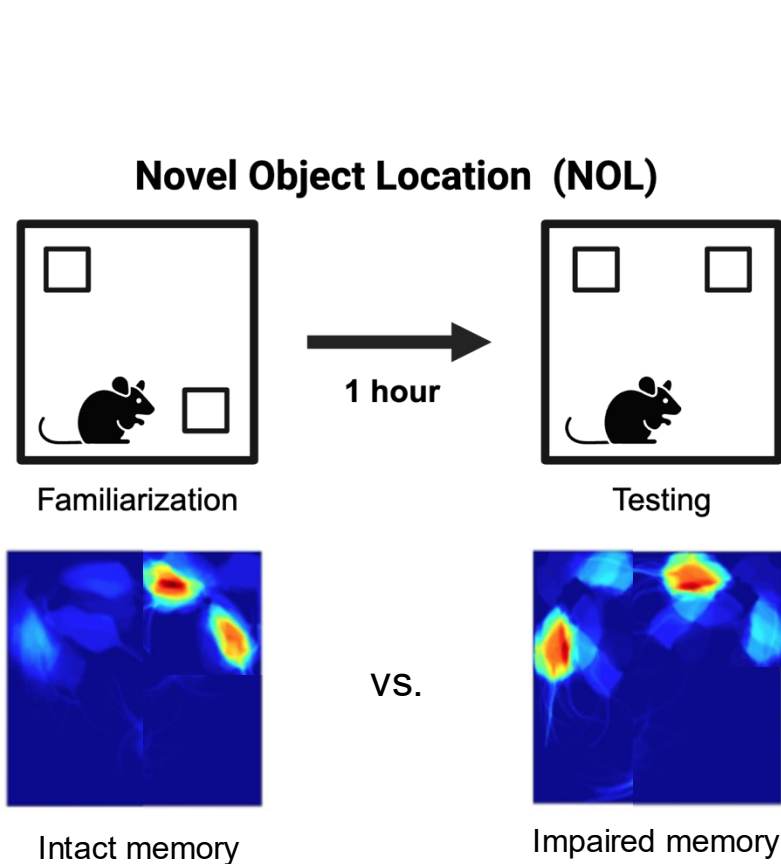 Novel Object Location (NOL)
1 hour
Familiarization
Testing
vs.
Intact memory
Impaired memory